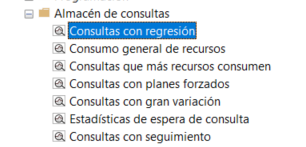 Almacén de consultas
Consultas con regresión
Consumo general de recursos
Consultas que más recursos consumen
Consultas con planes forzados
Consultas con gran variación
Estadísticas de espera de consulta
Consultas con seguimiento